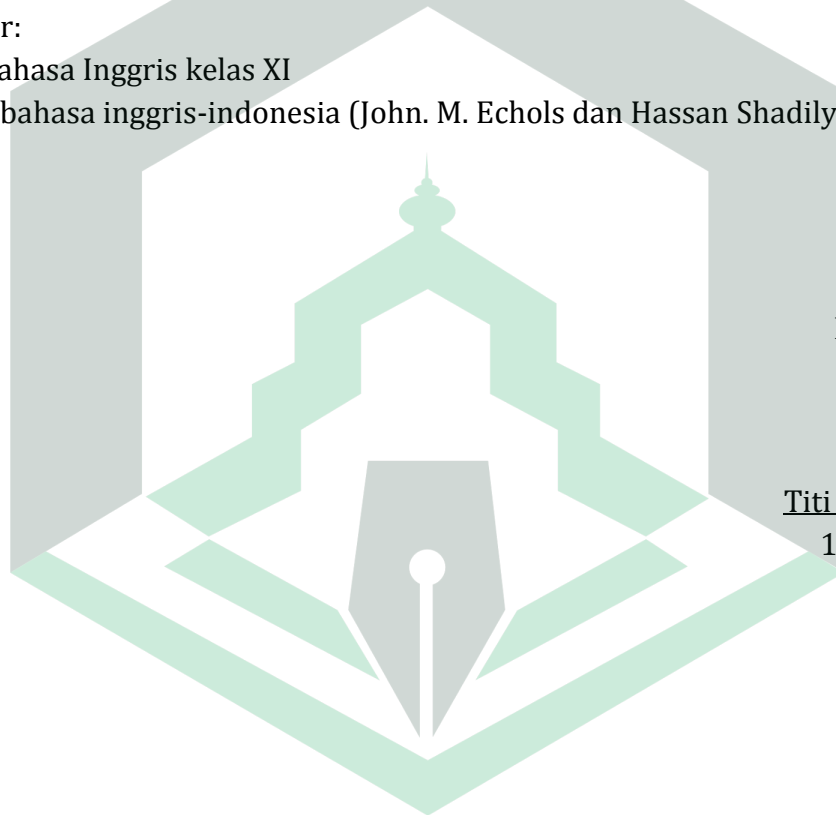 r:
ahasa Inggris kelas XI
bahasa inggris-indonesia (John. M. Echols dan Hassan Shadily
Titi
1